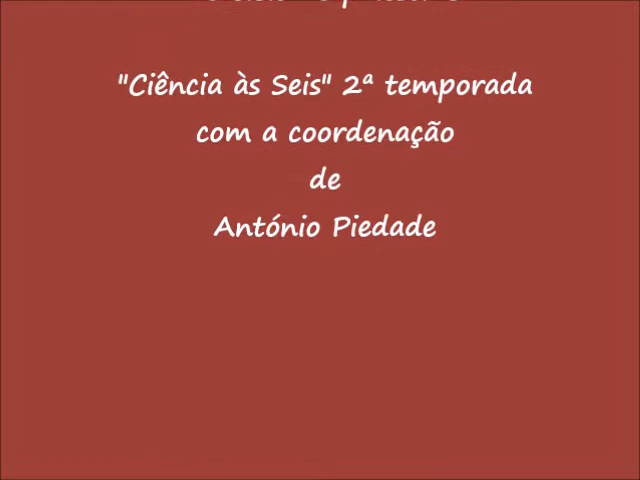 "Ciência às Seis" 2ª temporada
com a coordenação
de
António Piedade